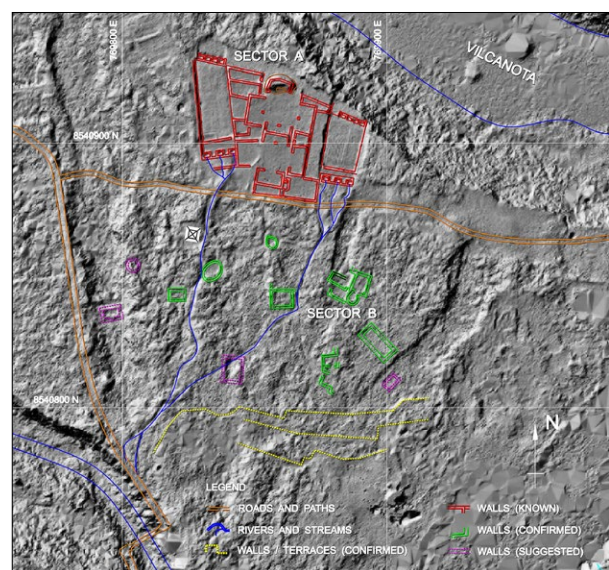 SECTOR A
VILCANOTA
8540900 N
SECTOR B
8540800 N
N
LEGEND
ROADS AND PATHS
RIVERS AND STREAMS
WALLS / TERRACES (CONFIRMED)
WALLS (KNOWN)
WALLS (CONFIRMED)
WALLS (SUGGESTED)